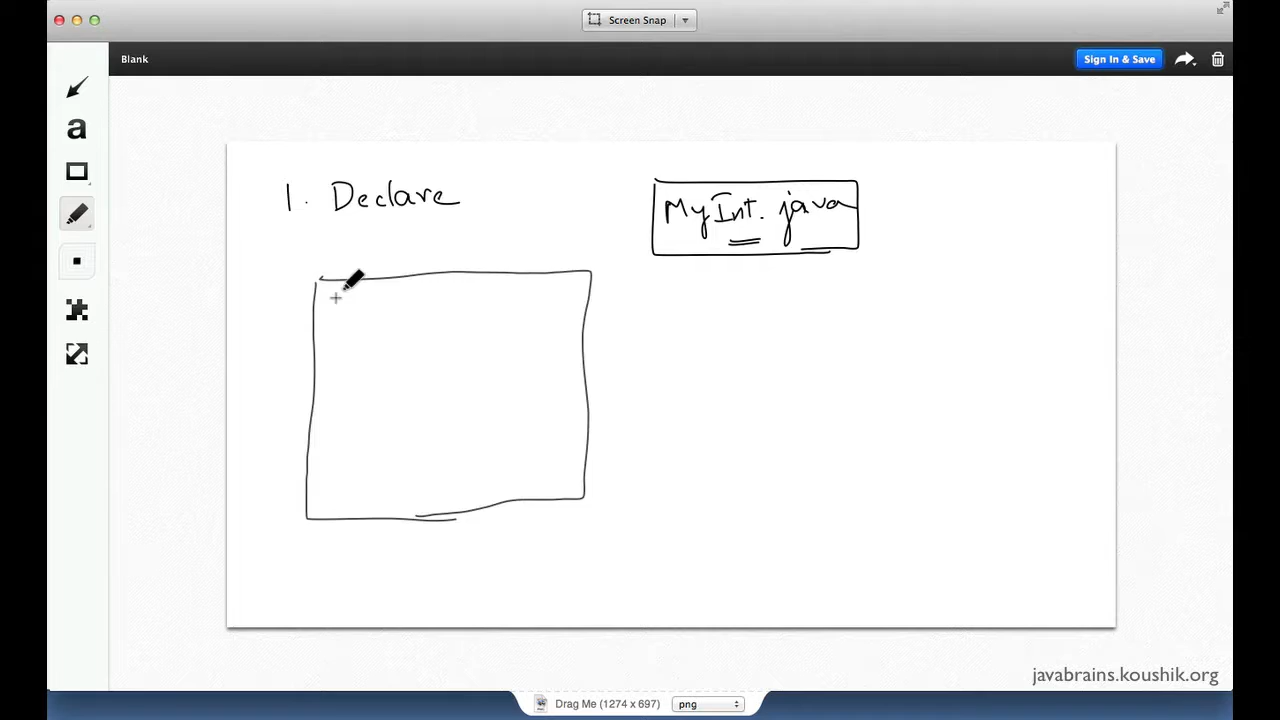 Screen Snap
Blank
Sign In & Save
a
1. Declare
MyInt.java
javabrains.koushik.org
Drag Me (1274 x 697)
png